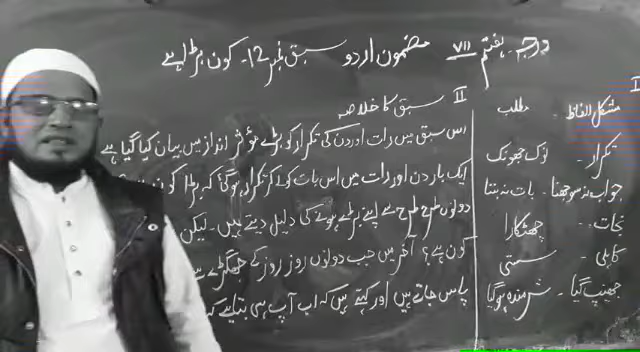 درجہ۔ ہفتم VII مضمون اردو سبق نمبر 12۔ کون بڑا ہے
I
مشکل الفاظ۔ مطلب
تکرار۔ نوک جھونک
جواب نہ سوجھنا۔ بات نہ بننا
نجات۔ چھٹکارا
کاہلی۔ سستی
جھینپ گیا۔ شرمندہ ہوگیا
II سبق کا خلاصہ
اس سبق میں رات اور دن کی تکرار کو بڑے مؤثر انداز میں بیان کیا گیا ہے
ایک بار دن اور رات میں اس بات کو لے کر تکرار ہوگئی کہ بڑا کون
دونوں طرح طرح سے اپنے بڑے ہونے کی دلیل دیتے ہیں۔ لیکن
کون ہے؟ آخر میں جب دونوں روز روز کے جھگڑے سے
پاس جاتے ہیں اور کہتے ہیں کہ اب آپ ہی بتایئے کہ